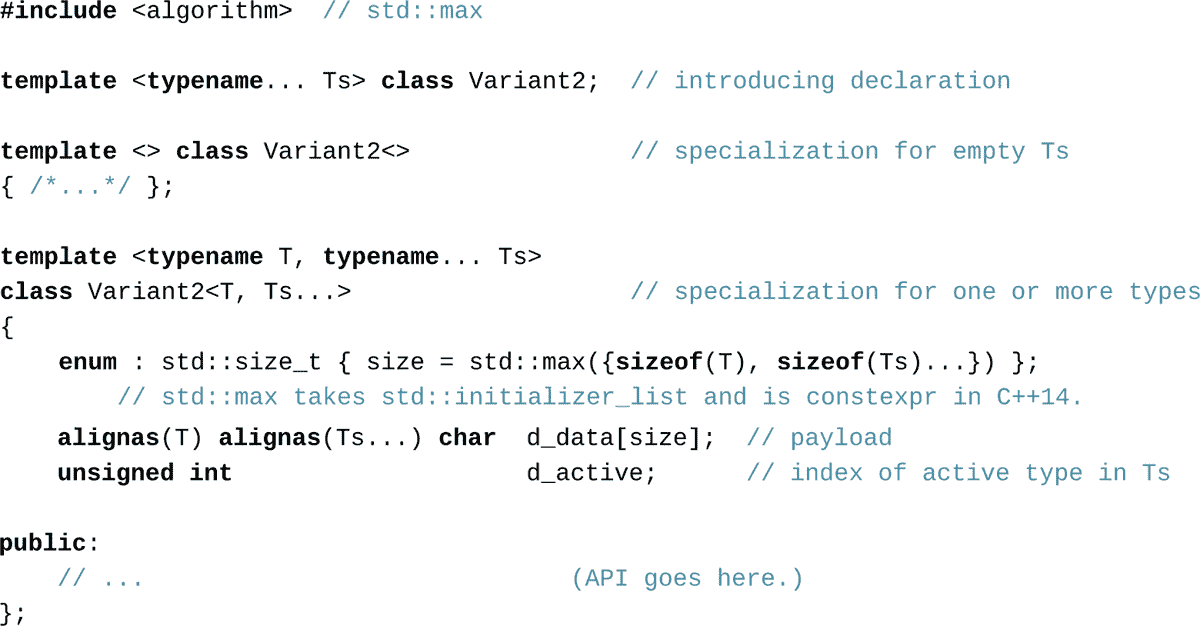 #include <algorithm>  // std::max

template <typename... Ts> class Variant2;  // introducing declaration

template <> class Variant2<>               // specialization for empty Ts
{ /*...*/ };

template <typename T, typename... Ts>
class Variant2<T, Ts...>                   // specialization for one or more types
{
    enum : std::size_t { size = std::max({sizeof(T), sizeof(Ts)...}) };
        // std::max takes std::initializer_list and is constexpr in C++14.
    alignas(T) alignas(Ts...) char  d_data[size];  // payload
    unsigned int                    d_active;      // index of active type in Ts

public:
    // ...                             (API goes here.)
};